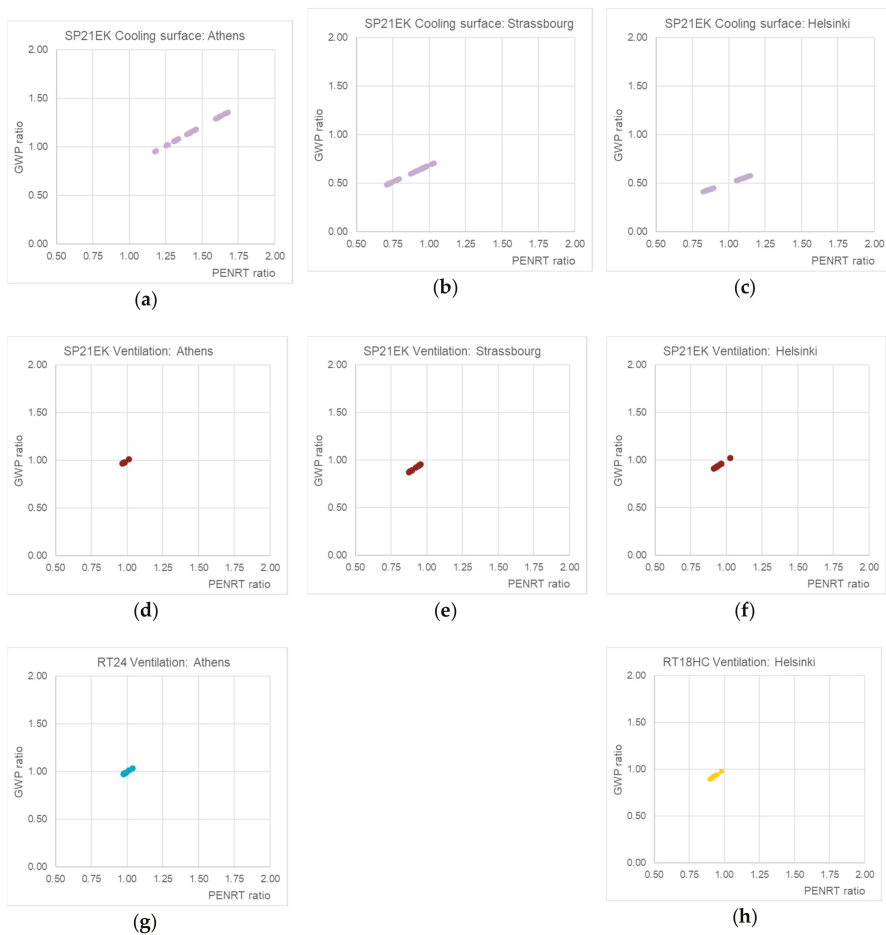 SP21EK Cooling surface: Athens
2.00
1.50
1.00
0.50
0.00
GWP ratio
0.50 0.75 1.00 1.25 1.50 1.75 2.00
PENRT ratio
(a)
SP21EK Cooling surface: Strassbourg
2.00
1.50
1.00
0.50
0.00
GWP ratio
0.50 0.75 1.00 1.25 1.50 1.75 2.00
PENRT ratio
(b)
SP21EK Cooling surface: Helsinki
2.00
1.50
1.00
0.50
0.00
GWP ratio
0.50 0.75 1.00 1.25 1.50 1.75 2.00
PENRT ratio
(c)
SP21EK Ventilation: Athens
2.00
1.50
1.00
0.50
0.00
GWP ratio
0.50 0.75 1.00 1.25 1.50 1.75 2.00
PENRT ratio
(d)
SP21EK Ventilation: Strassbourg
2.00
1.50
1.00
0.50
0.00
GWP ratio
0.50 0.75 1.00 1.25 1.50 1.75 2.00
PENRT ratio
(e)
SP21EK Ventilation: Helsinki
2.00
1.50
1.00
0.50
0.00
GWP ratio
0.50 0.75 1.00 1.25 1.50 1.75 2.00
PENRT ratio
(f)
RT24 Ventilation: Athens
2.00
1.50
1.00
0.50
0.00
GWP ratio
0.50 0.75 1.00 1.25 1.50 1.75 2.00
PENRT ratio
(g)
RT18HC Ventilation: Helsinki
2.00
1.50
1.00
0.50
0.00
GWP ratio
0.50 0.75 1.00 1.25 1.50 1.75 2.00
PENRT ratio
(h)